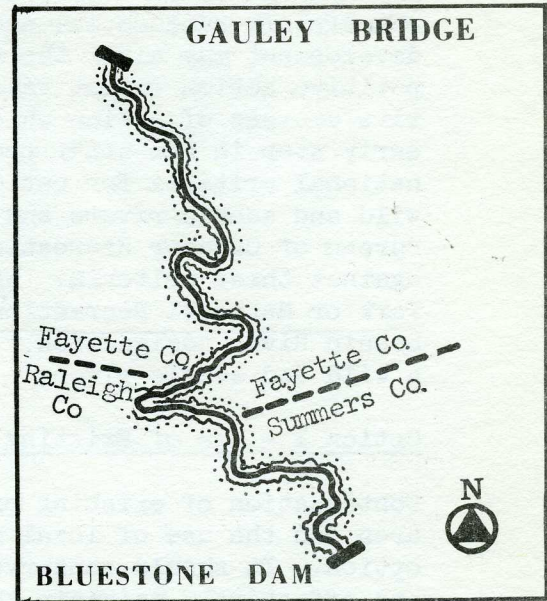 GAULEY BRIDGE
Fayette Co.
Raleigh
Co
Fayette Co.
Summers Co.
N
BLUESTONE DAM